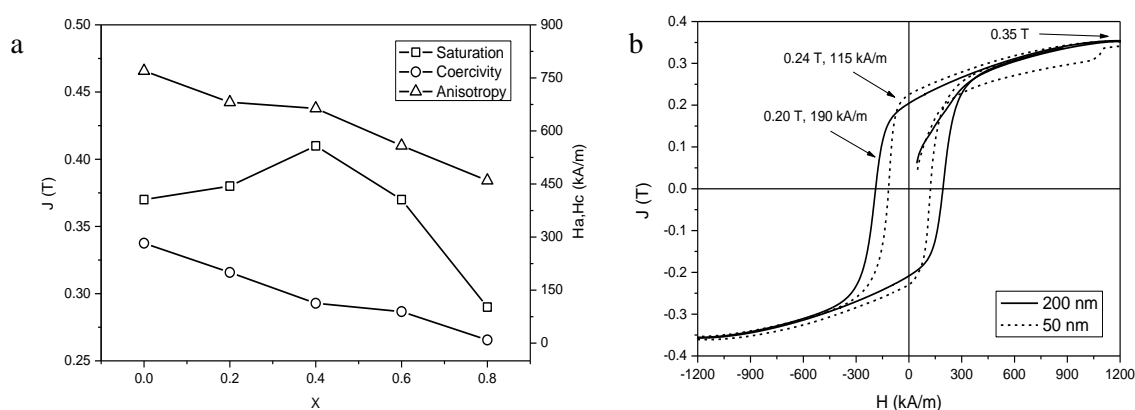 a
0.50
0.45
0.40
0.35
0.30
0.25
J (T)
0.0 0.2 0.4 0.6 0.8
X
900
750
600
450
300
150
0
Ha,Hc (kA/m)
Saturation
Coercivity
Anisotropy
b
0.4
0.3
0.2
0.1
0.0
-0.1
-0.2
-0.3
-0.4
J (T)
-1200 -900 -600 -300 0 300 600 900 1200
H (kA/m)
0.35 T
0.24 T, 115 kA/m
0.20 T, 190 kA/m
200 nm
50 nm